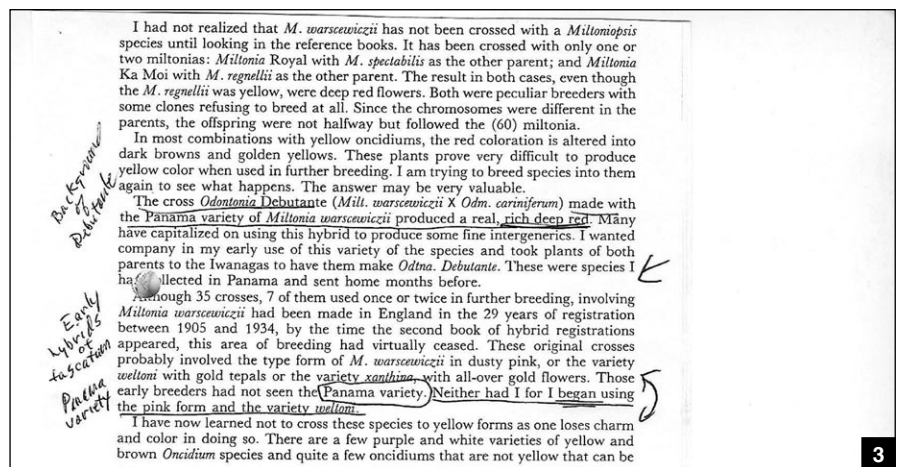 I had not realized that M. warscewiczii has not been crossed with a Miltoniopsis
species until looking in the reference books. It has been crossed with only one or
two miltonias: Miltonia Royal with M. spectabilis as the other parent; and Miltonia
Ka Moi with M. regnellii as the other parent. The result in both cases, even though
the M. regnellii was yellow, were deep red flowers. Both were peculiar breeders with
some clones refusing to breed at all. Since the chromosomes were different in the
parents, the offspring were not halfway but followed the (60) miltonia.
In most combinations with yellow oncidiums, the red coloration is altered into
dark browns and golden yellows. These plants prove very difficult to produce
yellow color when used in further breeding. I am trying to breed species into them
again to see what happens. The answer may be very valuable.
The cross Odontonia Debutante (Milt. warscewiczii X Odm. cariniferum) made with
the Panama variety of Miltonia warscewiczii produced a real, rich deep red. Many
have capitalized on using this hybrid to produce some fine intergenerics. I wanted
company in my early use of this variety of the species and took plants of both
parents to the Iwanagas to have them make Odtna. Debutante. These were species I
ha llected in Panama and sent home months before.
Although 35 crosses, 7 of them used once or twice in further breeding, involving
Miltonia warscewiczii had been made in England in the 29 years of registration
between 1905 and 1934, by the time the second book of hybrid registrations
appeared, this area of breeding had virtually ceased. These original crosses
probably involved the type form of M. warscewiczii in dusty pink, or the variety
weltoni with gold tepals or the variety xanthina, with all-over gold flowers. Those
early breeders had not seen the Panama variety. Neither had I for I began using
the pink form and the variety weltoni.
I have now learned not to cross these species to yellow forms as one loses charm
and color in doing so. There are a few purple and white varieties of yellow and
brown Oncidium species and quite a few oncidiums that are not yellow that can be
Background
of
Debutante
Early
hybrids
of
Panama
variety
3